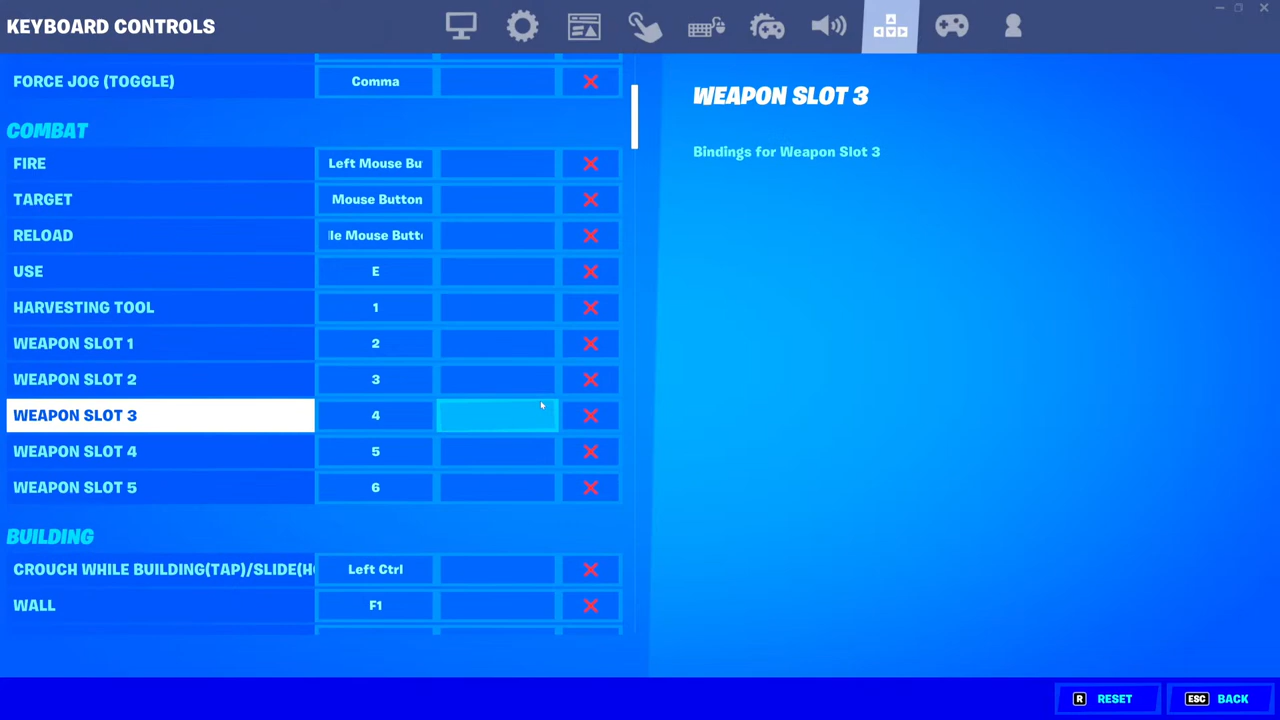 KEYBOARD CONTROLS
FORCE JOG (TOGGLE) Comma
COMBAT
FIRE Left Mouse Bu
TARGET Mouse Button
RELOAD le Mouse Butt
USE E
HARVESTING TOOL 1
WEAPON SLOT 1 2
WEAPON SLOT 2 3
WEAPON SLOT 3 4
WEAPON SLOT 4 5
WEAPON SLOT 5 6
BUILDING
CROUCH WHILE BUILDING(TAP)/SLIDE(H Left Ctrl
WALL F1
WEAPON SLOT 3
Bindings for Weapon Slot 3
R RESET
ESC BACK